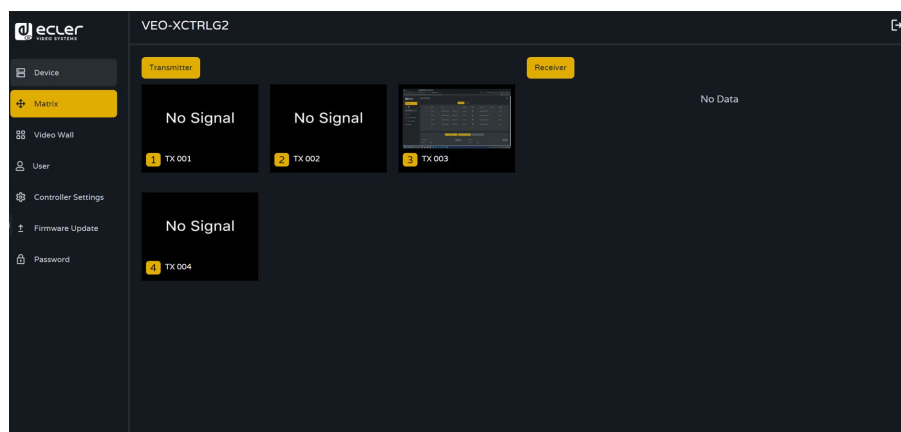 ecler
VIDEO SYSTEMS
VEO-XCTRLG2
Device
Matrix
Video Wall
User
Controller Settings
Firmware Update
Password
Transmitter
No Signal
1 TX 001
No Signal
2 TX 002
3 TX 003
No Signal
4 TX 004
Receiver
No Data